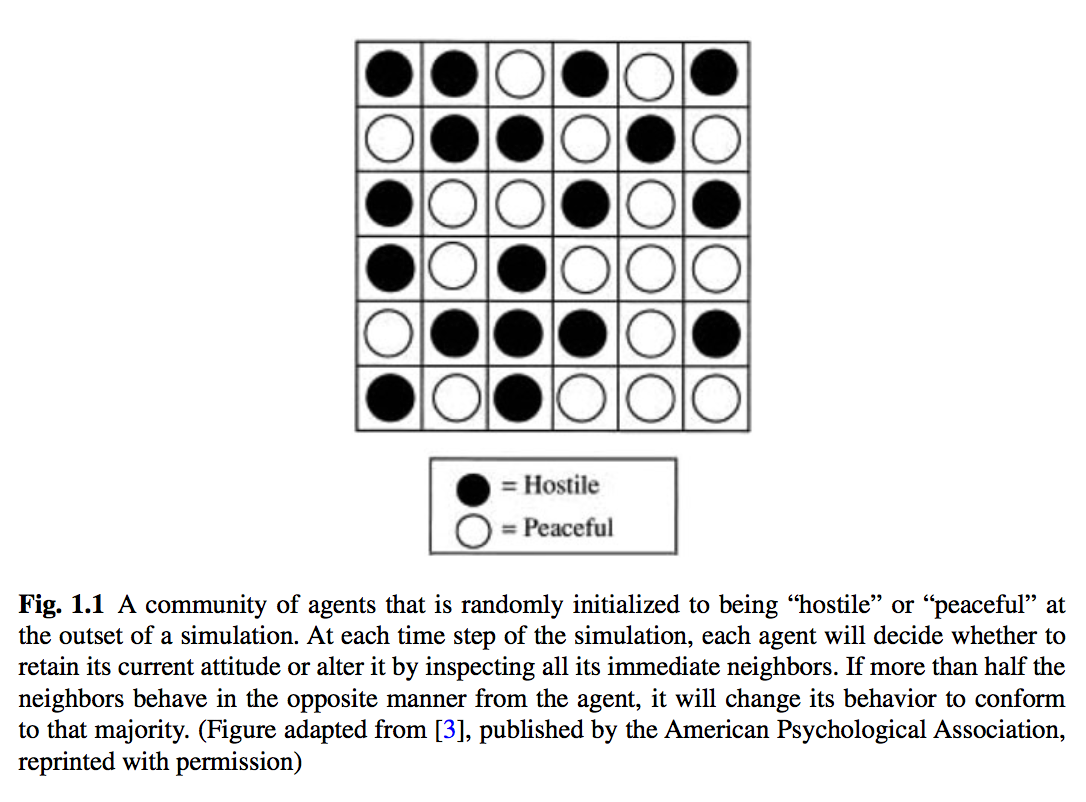 = Hostile
= Peaceful
Fig. 1.1 A community of agents that is randomly initialized to being “hostile” or “peaceful” at
the outset of a simulation. At each time step of the simulation, each agent will decide whether to
retain its current attitude or alter it by inspecting all its immediate neighbors. If more than half the
neighbors behave in the opposite manner from the agent, it will change its behavior to conform
to that majority. (Figure adapted from [3], published by the American Psychological Association,
reprinted with permission)